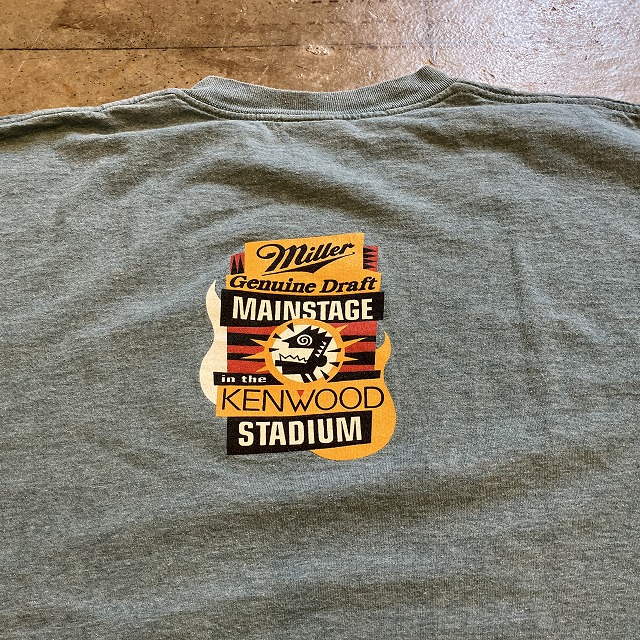 Miller
Genuine Draft
MAINSTAGE
in the
KENWOOD
STADIUM